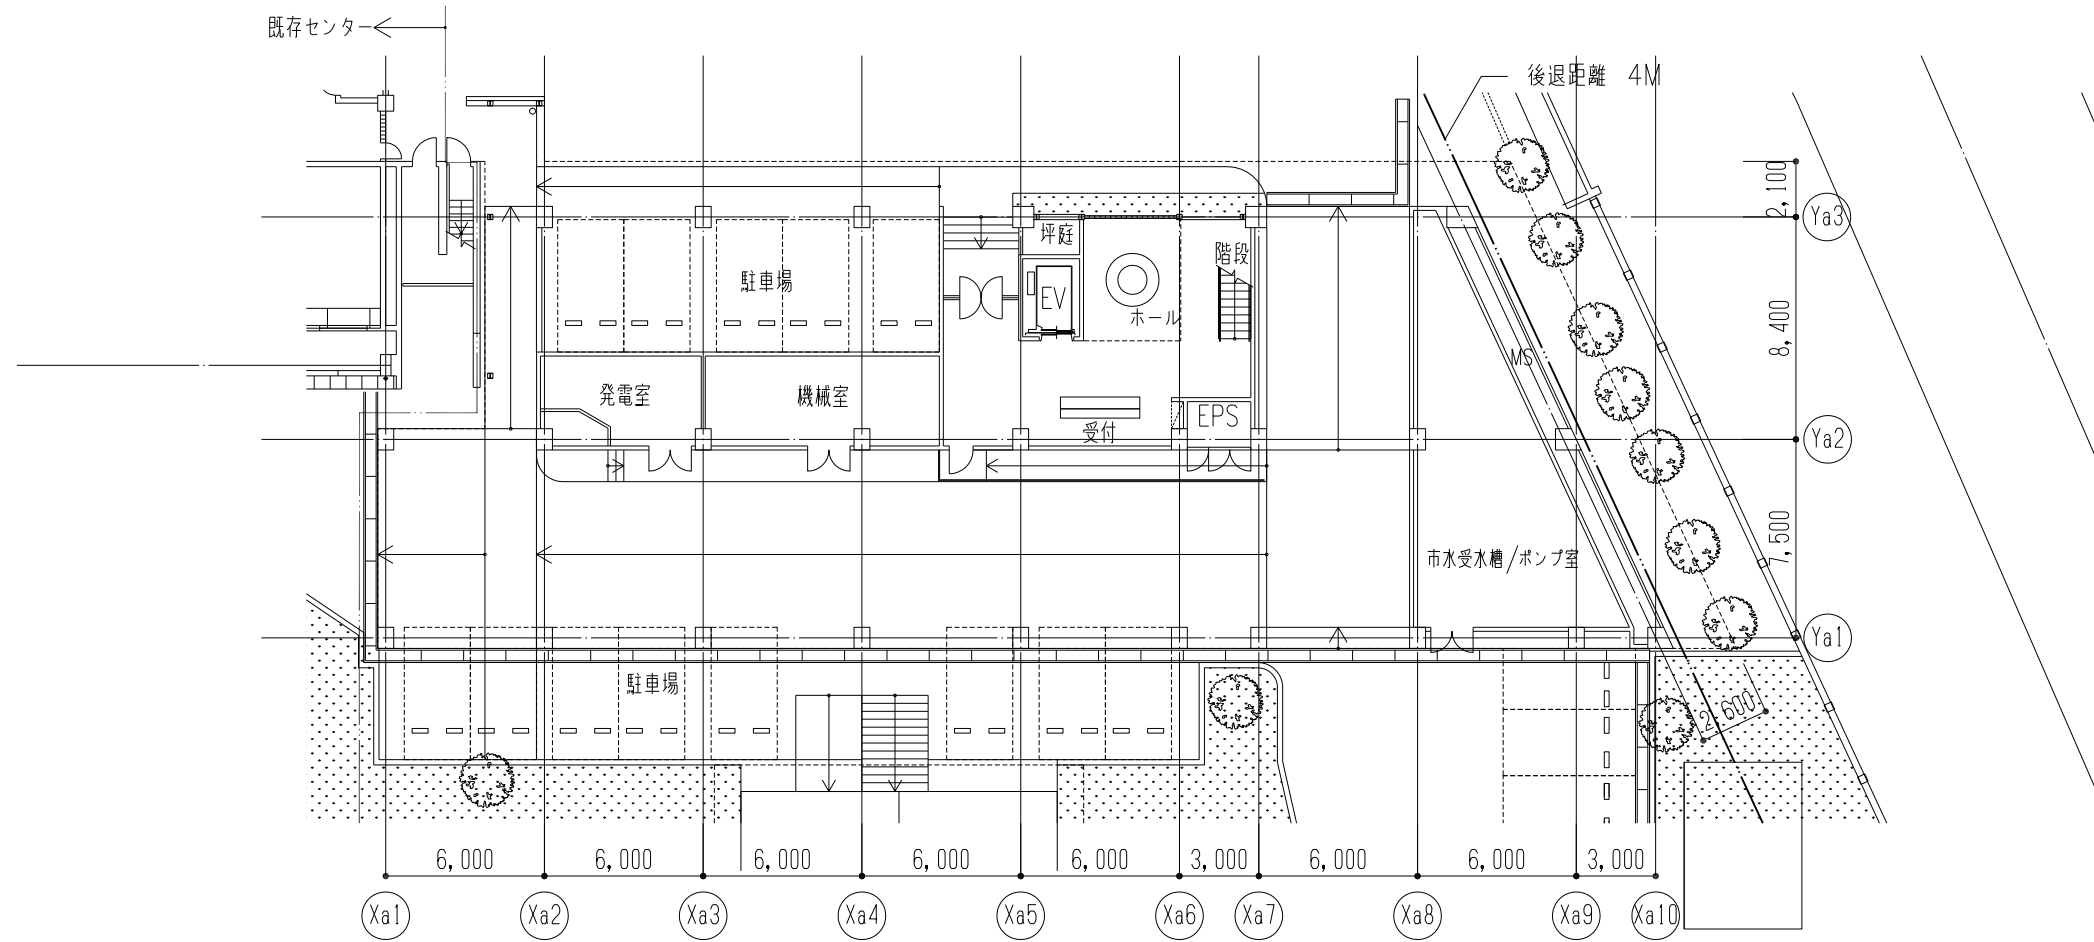 既存センター
後退距離 4M
2,100
Ya3
坪庭
階段
駐車場
EV
ホール
8,400
MS
発電室
機械室
受付
EPS
Ya2
7,500
市水受水槽/ポンプ室
Ya1
駐車場
2,600
6,000 6,000 6,000 6,000 6,000 3,000 6,000 6,000 3,000
Xa1 Xa2 Xa3 Xa4 Xa5 Xa6 Xa7 Xa8 Xa9 Xa10